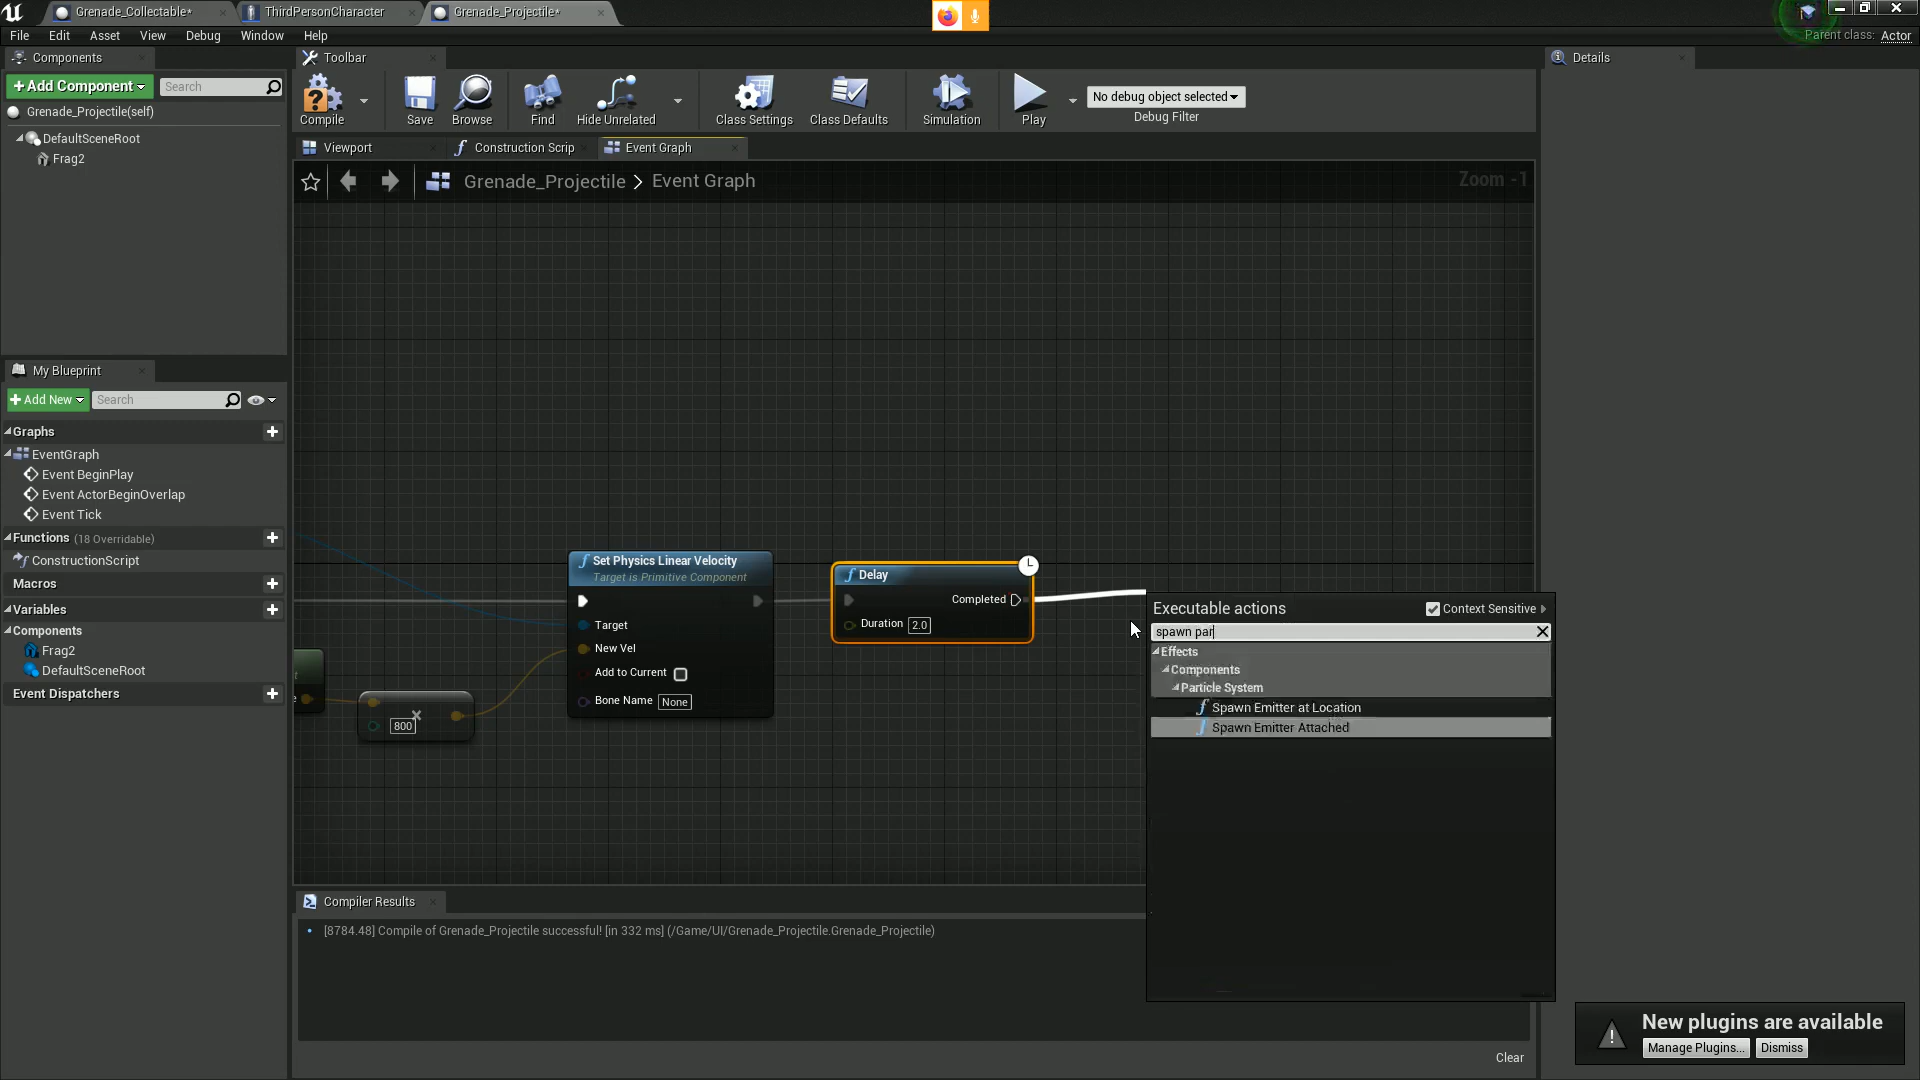 Grenade_Collectable*
ThirdPersonCharacter
Grenade_Projectile*
File Edit Asset View Debug Window Help
Parent class: Actor
Components
Toolbar
Details
+Add Component
Search
Compile
Save
Browse
Find
Hide Unrelated
Class Settings
Class Defaults
Simulation
Play
No debug object selected
Debug Filter
Grenade_Projectile(self)
DefaultSceneRoot
Frag2
Viewport
Construction Scrip
Event Graph
Grenade_Projectile > Event Graph
Zoom -1
My Blueprint
+Add New
Search
Graphs
EventGraph
Event BeginPlay
Event ActorBeginOverlap
Event Tick
Functions (18 Overridable)
ConstructionScript
Macros
Variables
Components
Frag2
DefaultSceneRoot
Event Dispatchers
800
Set Physics Linear Velocity
Target is Primitive Component
Target
New Vel
Add to Current
Bone Name None
Delay
Completed
Duration 2.0
Executable actions
Context Sensitive
spawn par
Effects
Components
Particle System
Spawn Emitter at Location
Spawn Emitter Attached
Compiler Results
[8784.48] Compile of Grenade_Projectile successful! [in 332 ms] (/Game/UI/Grenade_Projectile.Grenade_Projectile)
Clear
New plugins are available
Manage Plugins...
Dismiss